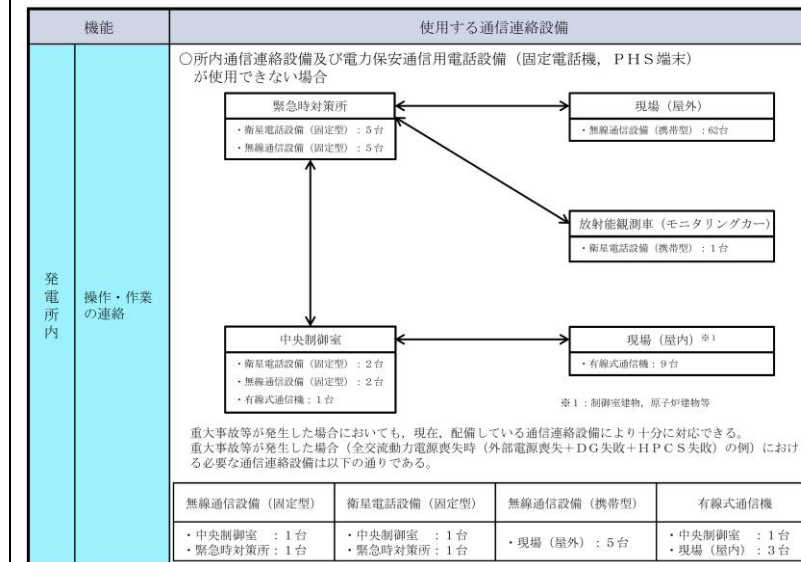 機能
使用する通信連絡設備
発電所内
操作・作業
の連絡
○所内通信連絡設備及び電力保安通信用電話設備（固定電話機，ＰＨＳ端末）
が使用できない場合
緊急時対策所
・衛星電話設備（固定型）：５台
・無線通信設備（固定型）：５台
現場（屋外）
・無線通信設備（携帯型）：62台
放射能観測車（モニタリングカー）
・衛星電話設備（携帯型）：１台
中央制御室
・衛星電話設備（固定型）：２台
・無線通信設備（固定型）：２台
・有線式通信機：１台
現場（屋内）※1
・有線式通信機：９台
※１：制御室建物，原子炉建物等
重大事故等が発生した場合においても，現在，配備している通信連絡設備により十分に対応できる。
重大事故等が発生した場合（全交流動力電源喪失時（外部電源喪失＋ＤＧ失敗＋ＨＰＣＳ失敗）の例）におけ
る必要な通信連絡設備は以下の通りである。
無線通信設備（固定型）
衛星電話設備（固定型）
無線通信設備（携帯型）
有線式通信機
・中央制御室　：１台
・緊急時対策所：１台
・中央制御室　：１台
・緊急時対策所：１台
・現場（屋外）：５台
・中央制御室　：１台
・現場（屋内）：３台